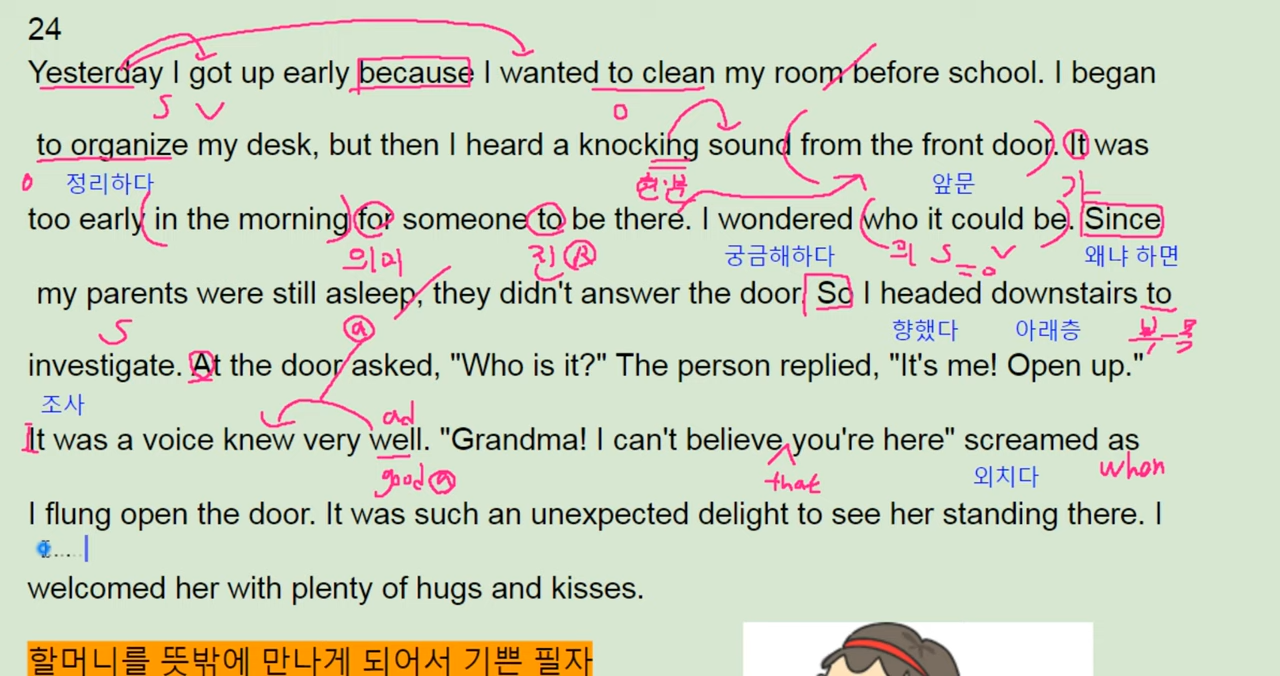 24
Yesterday I got up early because I wanted to clean my room before school. I began
S V O
to organize my desk, but then I heard a knocking sound from the front door. It was
o 정리하다 현.분 앞문 가
too early in the morning for someone to be there. I wondered who it could be. Since
의미 진 궁금해하다 의 S V 왜냐 하면
my parents were still asleep, they didn't answer the door. So I headed downstairs to
S a 향했다 아래층
investigate. At the door asked, "Who is it?" The person replied, "It's me! Open up."
조사 ad
It was a voice knew very well. "Grandma! I can't believe you're here" screamed as
good a that 외치다 when
I flung open the door. It was such an unexpected delight to see her standing there. I
welcomed her with plenty of hugs and kisses.
할머니를 뜻밖에 만나게 되어서 기쁜 필자